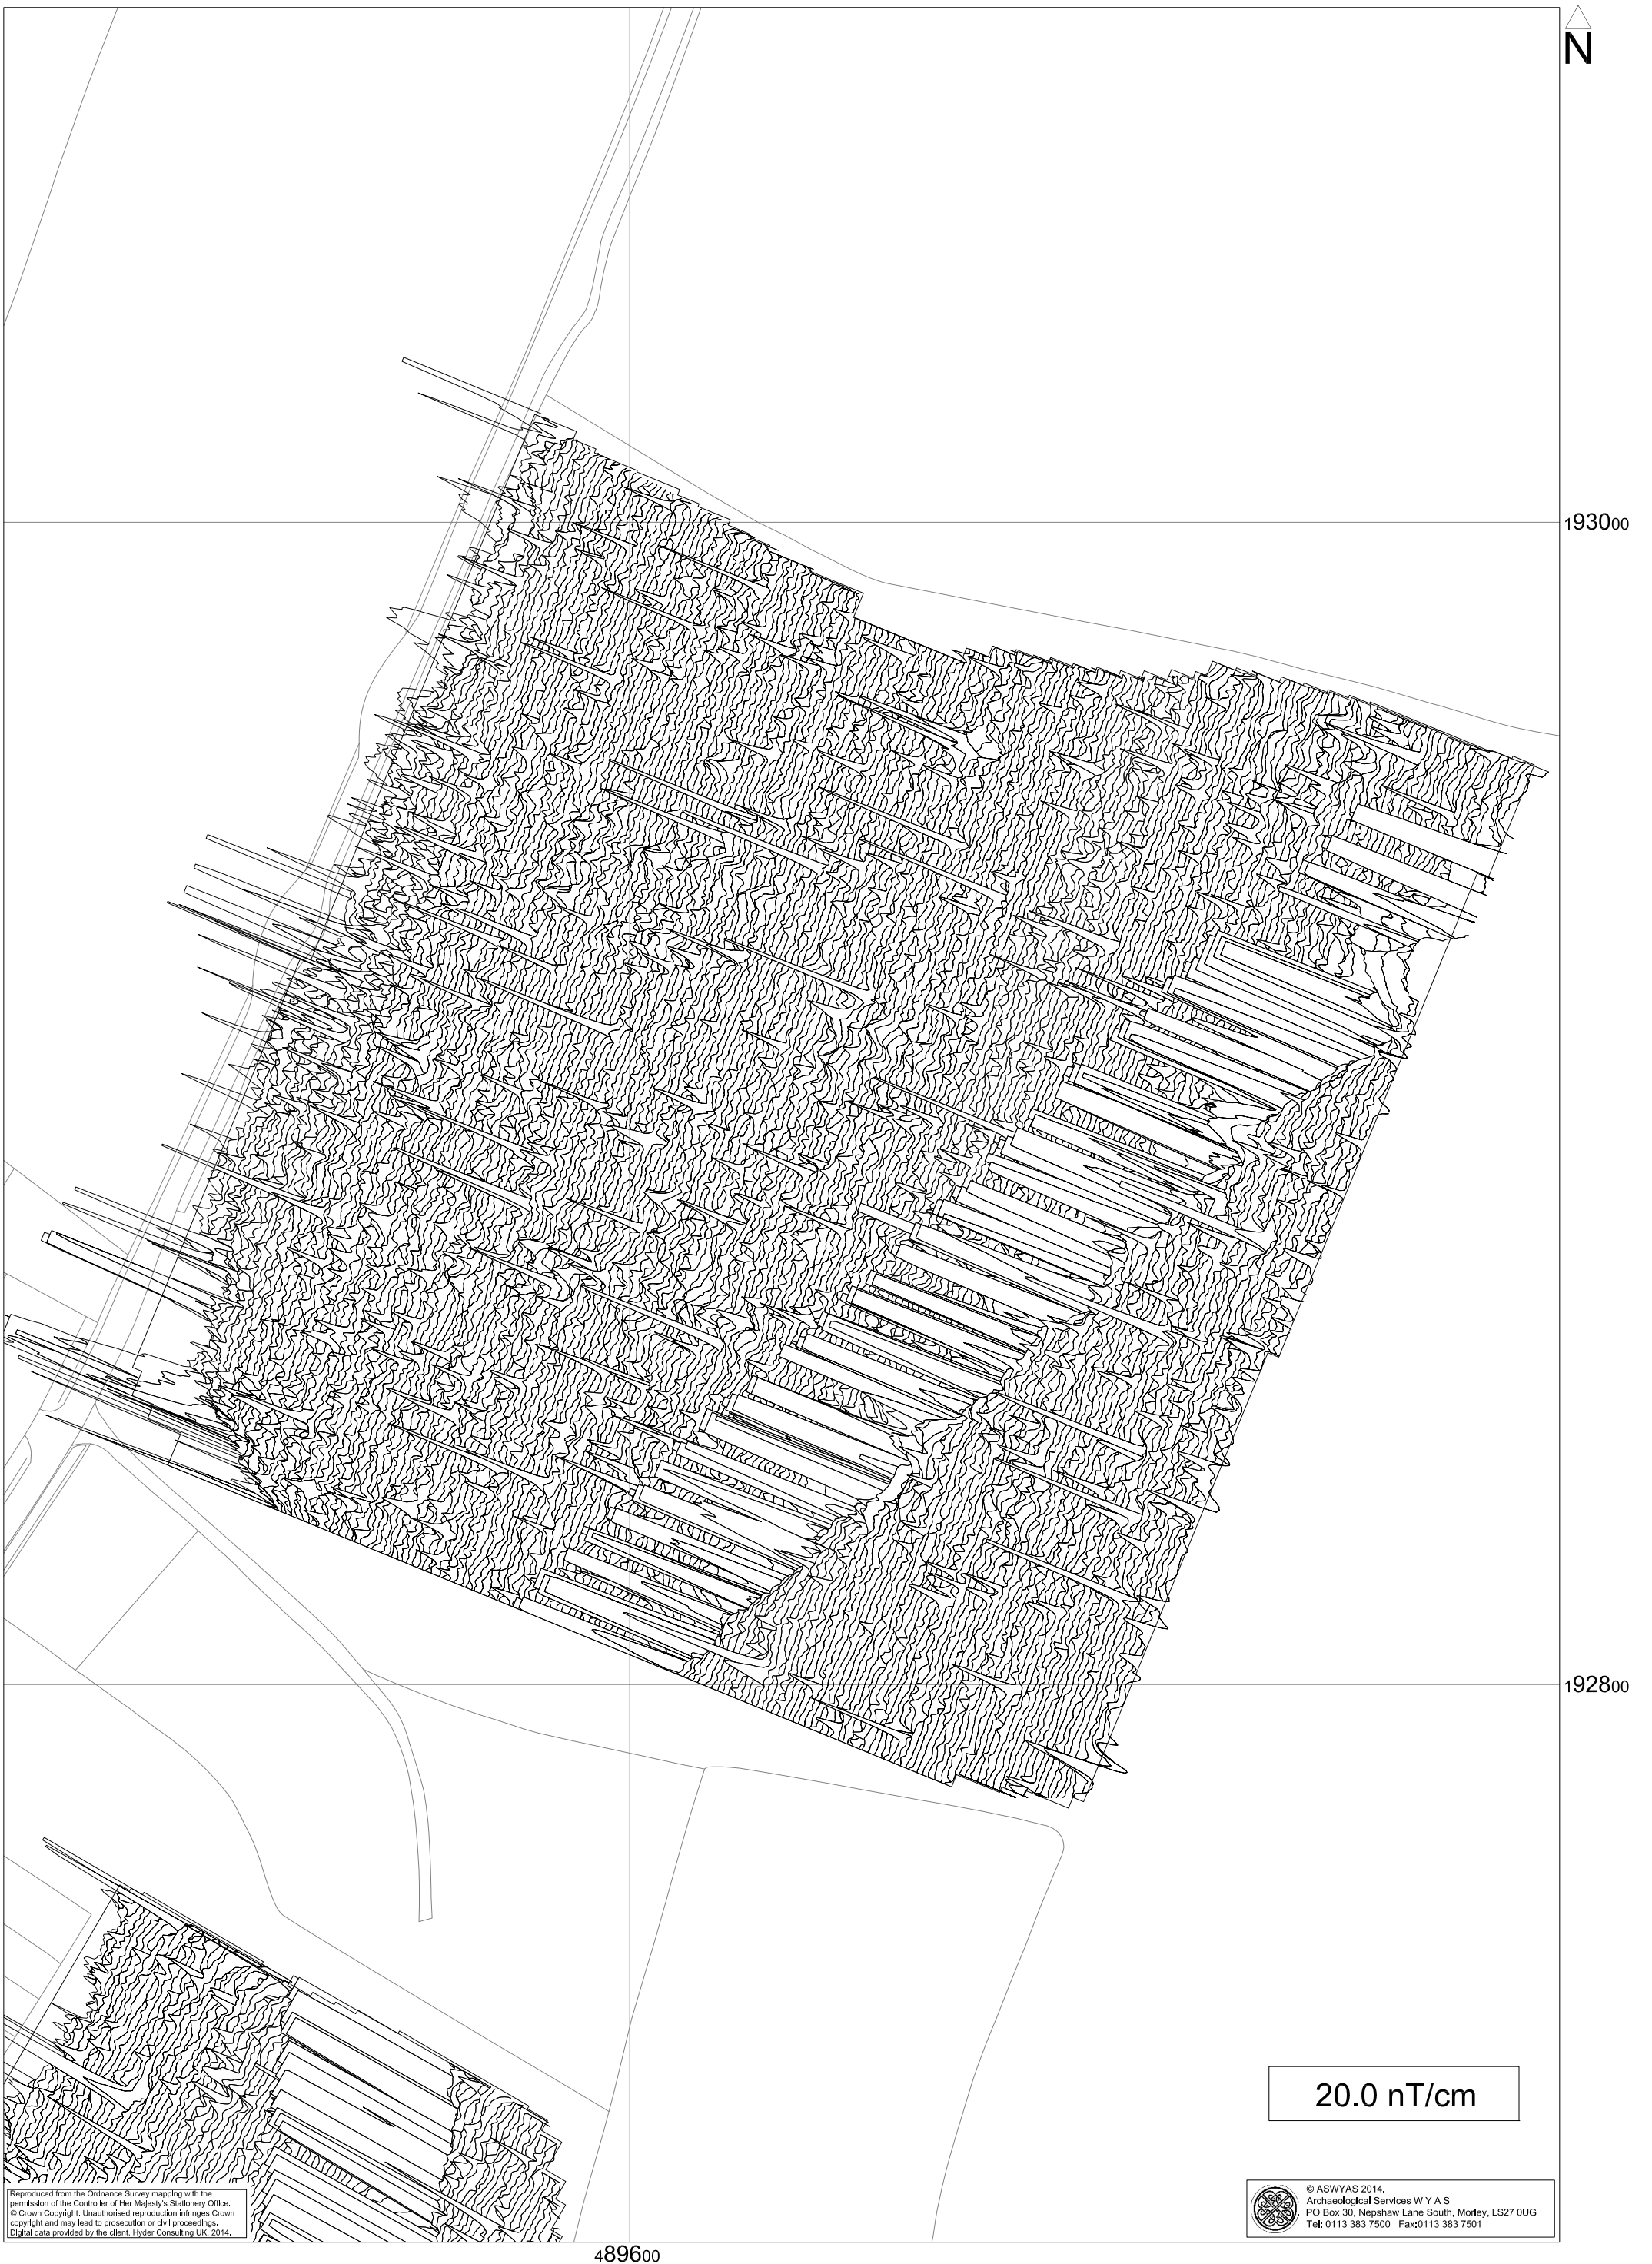 N
193000
192800
20.0 nT/cm
Reproduced from the Ordnance Survey mapping with the
permission of the Controller of Her Majesty's Stationery Office.
© Crown Copyright. Unauthorised reproduction infringes Crown
copyright and may lead to prosecution or civil proceedings.
Digital data provided by the client, Hyder Consulting UK, 2014.
© ASWYAS 2014.
Archaeological Services W Y A S
PO Box 30, Nepshaw Lane South, Morley, LS27 0UG
Tel: 0113 383 7500 Fax:0113 383 7501
489600